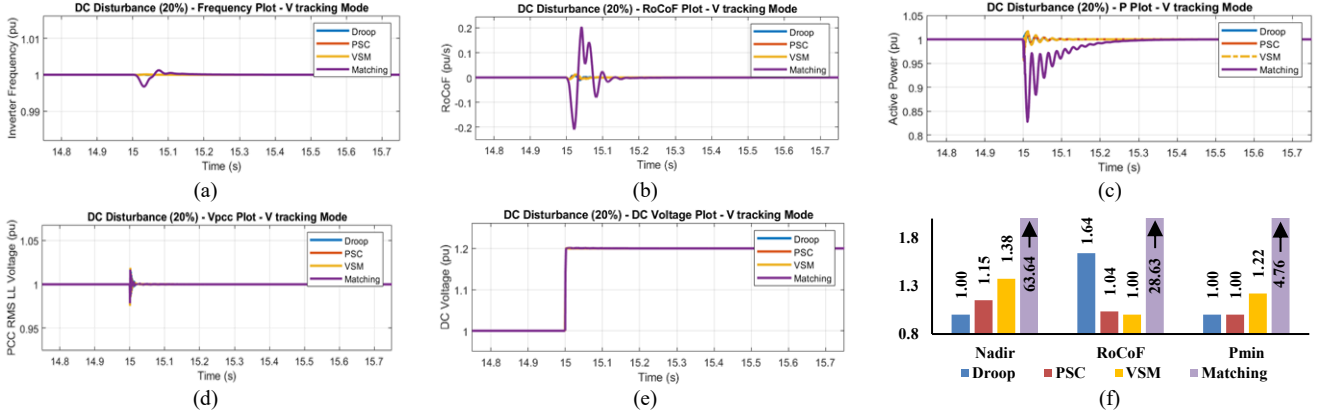 DC Disturbance (20%) - Frequency Plot - V tracking Mode
Inverter Frequency (pu)
1.01
1
0.99
Droop
PSC
VSM
Matching
14.8 14.9 15 15.1 15.2 15.3 15.4 15.5 15.6 15.7
Time (s)
(a)
DC Disturbance (20%) - RoCoF Plot - V tracking Mode
RoCoF (pu/s)
0.2
0.1
0
-0.1
-0.2
Droop
PSC
VSM
Matching
14.8 14.9 15 15.1 15.2 15.3 15.4 15.5 15.6 15.7
Time (s)
(b)
DC Disturbance (20%) - P Plot - V tracking Mode
Active Power (pu)
1.05
1
0.95
0.9
0.85
0.8
Droop
PSC
VSM
Matching
14.8 14.9 15 15.1 15.2 15.3 15.4 15.5 15.6 15.7
Time (s)
(c)
DC Disturbance (20%) - Vpcc Plot - V tracking Mode
PCC RMS LL Voltage (pu)
1.05
1
0.95
Droop
PSC
VSM
Matching
14.8 14.9 15 15.1 15.2 15.3 15.4 15.5 15.6 15.7
Time (s)
(d)
DC Disturbance (20%) - DC Voltage Plot - V tracking Mode
DC Voltage (pu)
1.2
1.1
1
Droop
PSC
VSM
Matching
14.8 14.9 15 15.1 15.2 15.3 15.4 15.5 15.6 15.7
Time (s)
(e)
1.8
1.3
0.8
1.00 1.15 1.38 63.64
1.64 1.04 1.00 28.63
1.00 1.00 1.22 4.76
Nadir RoCoF Pmin
Droop PSC VSM Matching
(f)